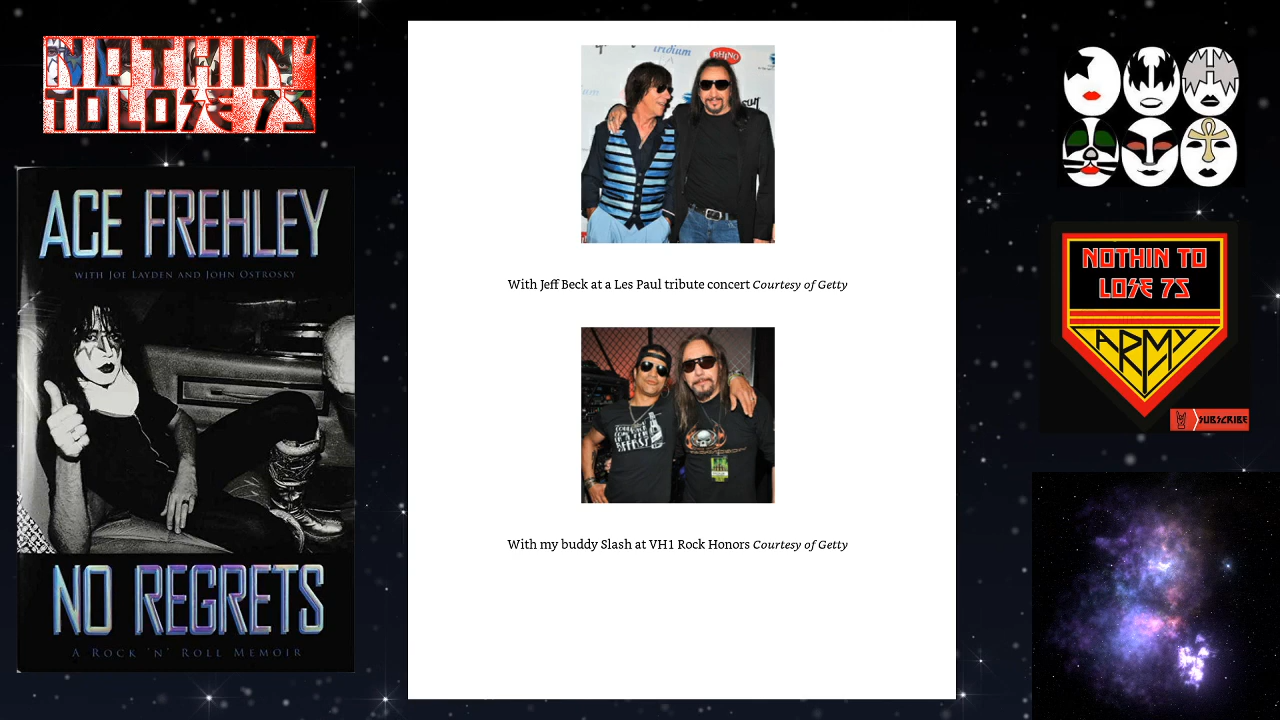 NOTHIN'
TO LOSE 75
ACE FREHLEY
WITH JOE LAYDEN AND JOHN OSTROSKY
NO REGRETS
A ROCK 'N' ROLL MEMOIR
iridium
RHINO
With Jeff Beck at a Les Paul tribute concert Courtesy of Getty
With my buddy Slash at VH1 Rock Honors Courtesy of Getty
NOTHIN TO
LOSE 75
ARMY
SUBSCRIBE